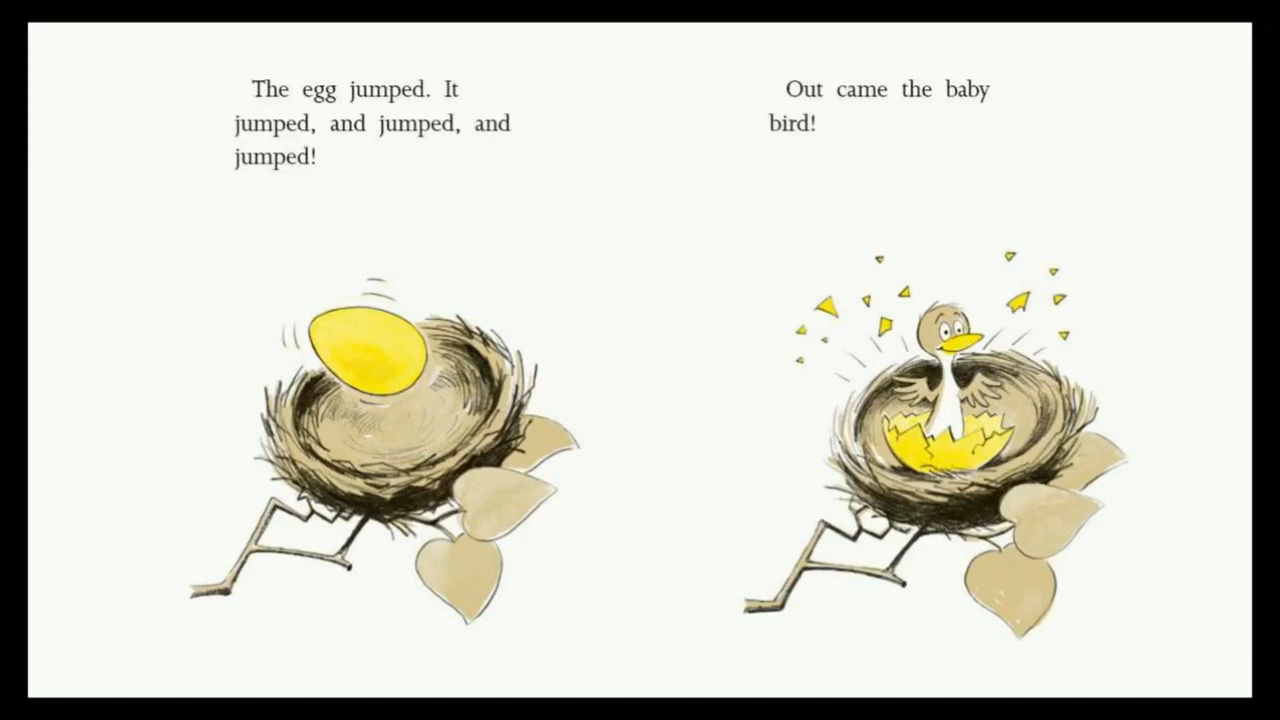 The egg jumped. It
jumped, and jumped, and
jumped!
Out came the baby
bird!